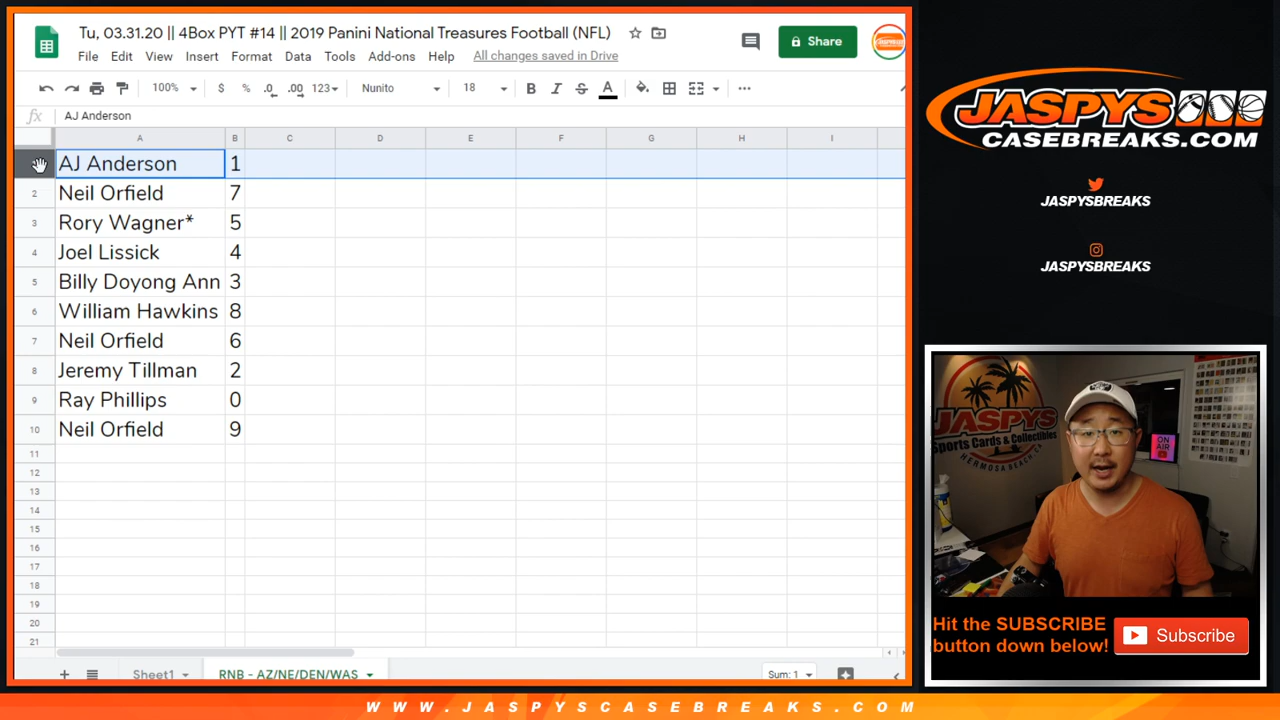 Tu, 03.31.20 || 4Box PYT #14 || 2019 Panini National Treasures Football (NFL)
File Edit View Insert Format Data Tools Add-ons Help All changes saved in Drive
Share
100% $ % .0 .00 123 Nunito 18 B I S A
fx AJ Anderson
A B C D E F G H I
AJ Anderson 1
2 Neil Orfield 7
3 Rory Wagner* 5
4 Joel Lissick 4
5 Billy Doyong Ann 3
6 William Hawkins 8
7 Neil Orfield 6
8 Jeremy Tillman 2
9 Ray Phillips 0
10 Neil Orfield 9
11
12
13
14
15
16
17
18
19
20
21
Sheet1 RNB - AZ/NE/DEN/WAS Sum: 1
JASPYS
CASEBREAKS.COM
JASPYSBREAKS
JASPYSBREAKS
JASPYS
Sports Cards & Collectibles
HERMOSA BEACH, CA
ON
AIR
Hit the SUBSCRIBE
button down below!
Subscribe
WWW.JASPYSCASEBREAKS.COM